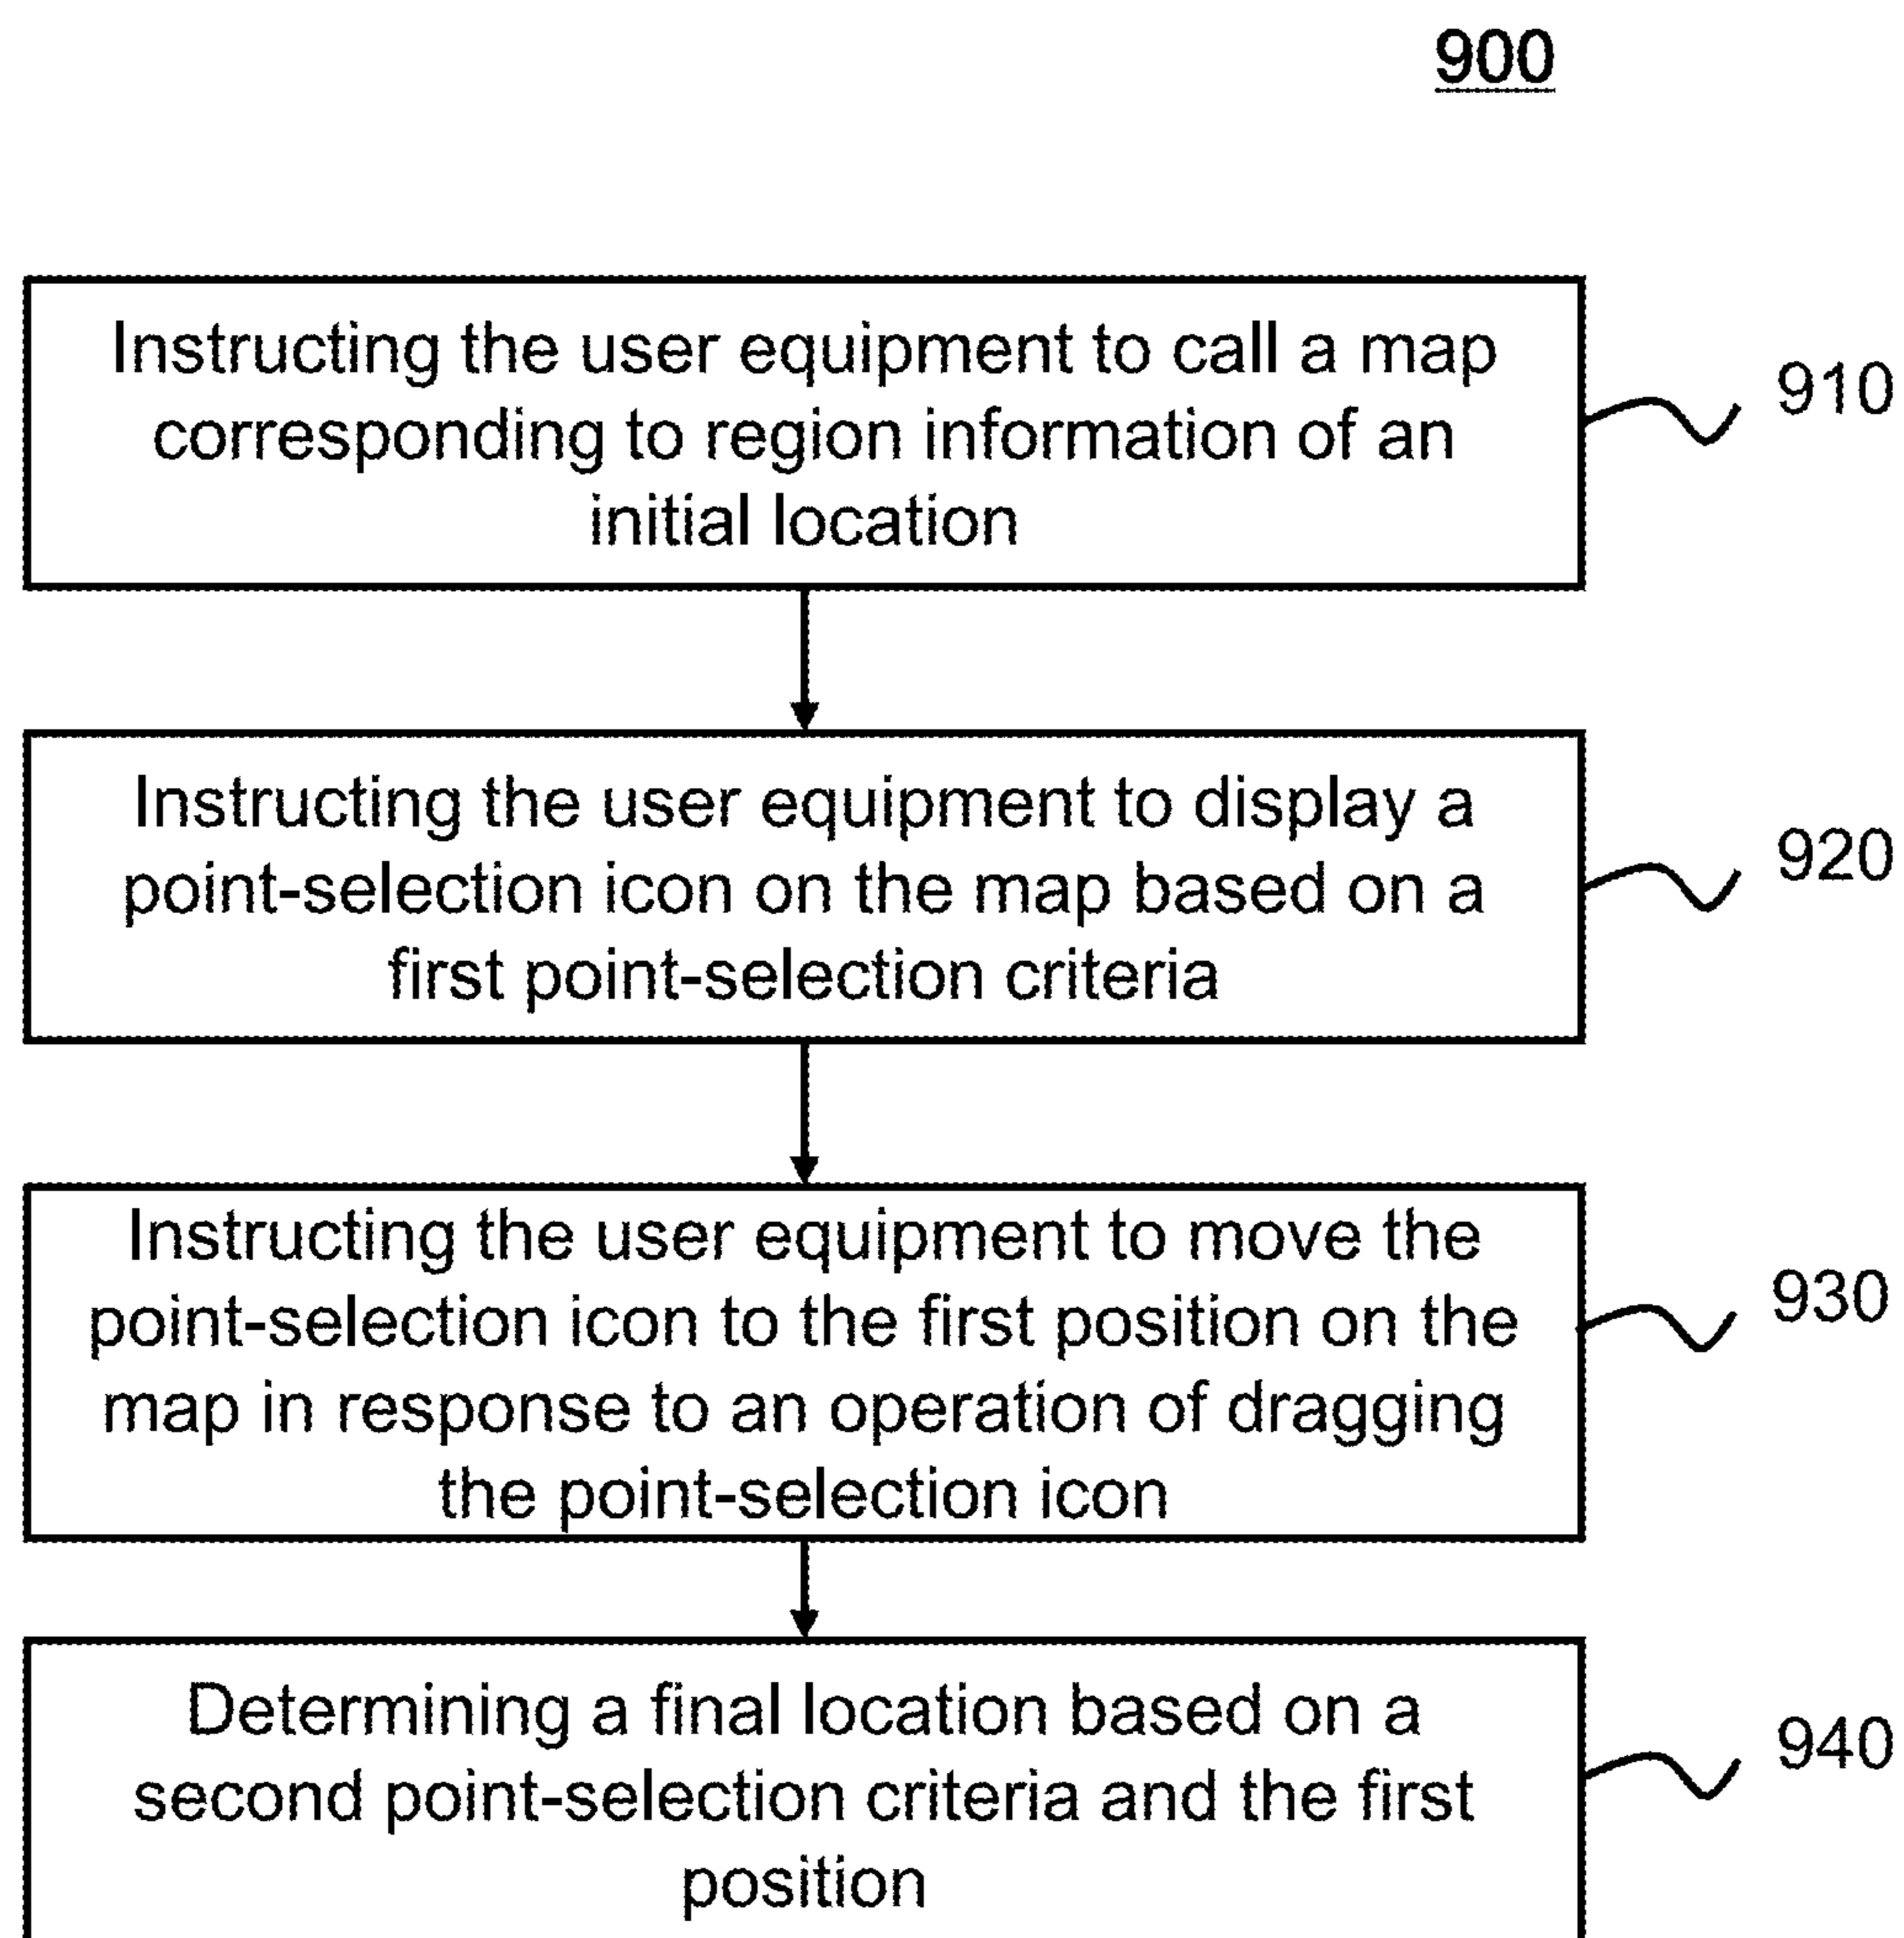 900
Instructing the user equipment to call a map
corresponding to region information of an
initial location
910
Instructing the user equipment to display a
point-selection icon on the map based on a
first point-selection criteria
920
Instructing the user equipment to move the
point-selection icon to the first position on the
map in response to an operation of dragging
the point-selection icon
930
Determining a final location based on a
second point-selection criteria and the first
position
940